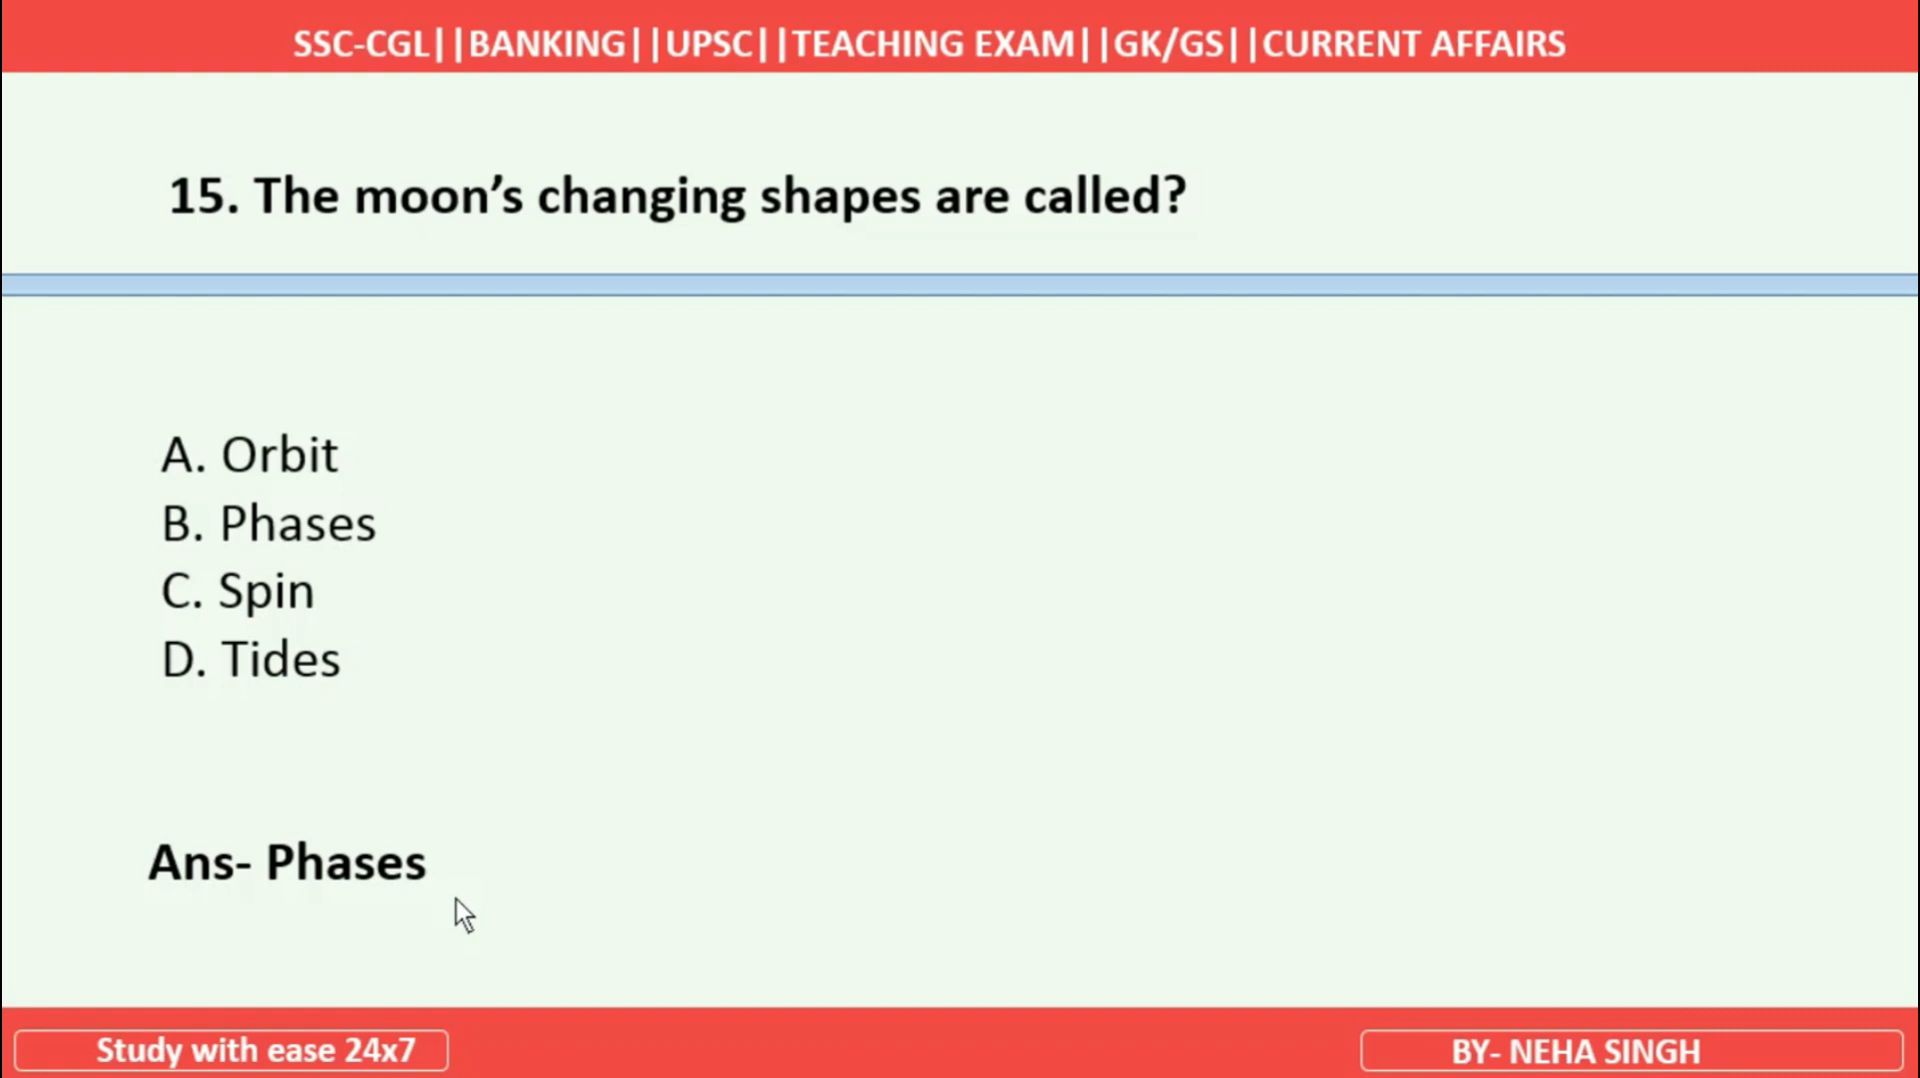 SSC-CGL||BANKING||UPSC||TEACHING EXAM||GK/GS||CURRENT AFFAIRS
15. The moon’s changing shapes are called?
A. Orbit
B. Phases
C. Spin
D. Tides
Ans- Phases
Study with ease 24x7
BY- NEHA SINGH